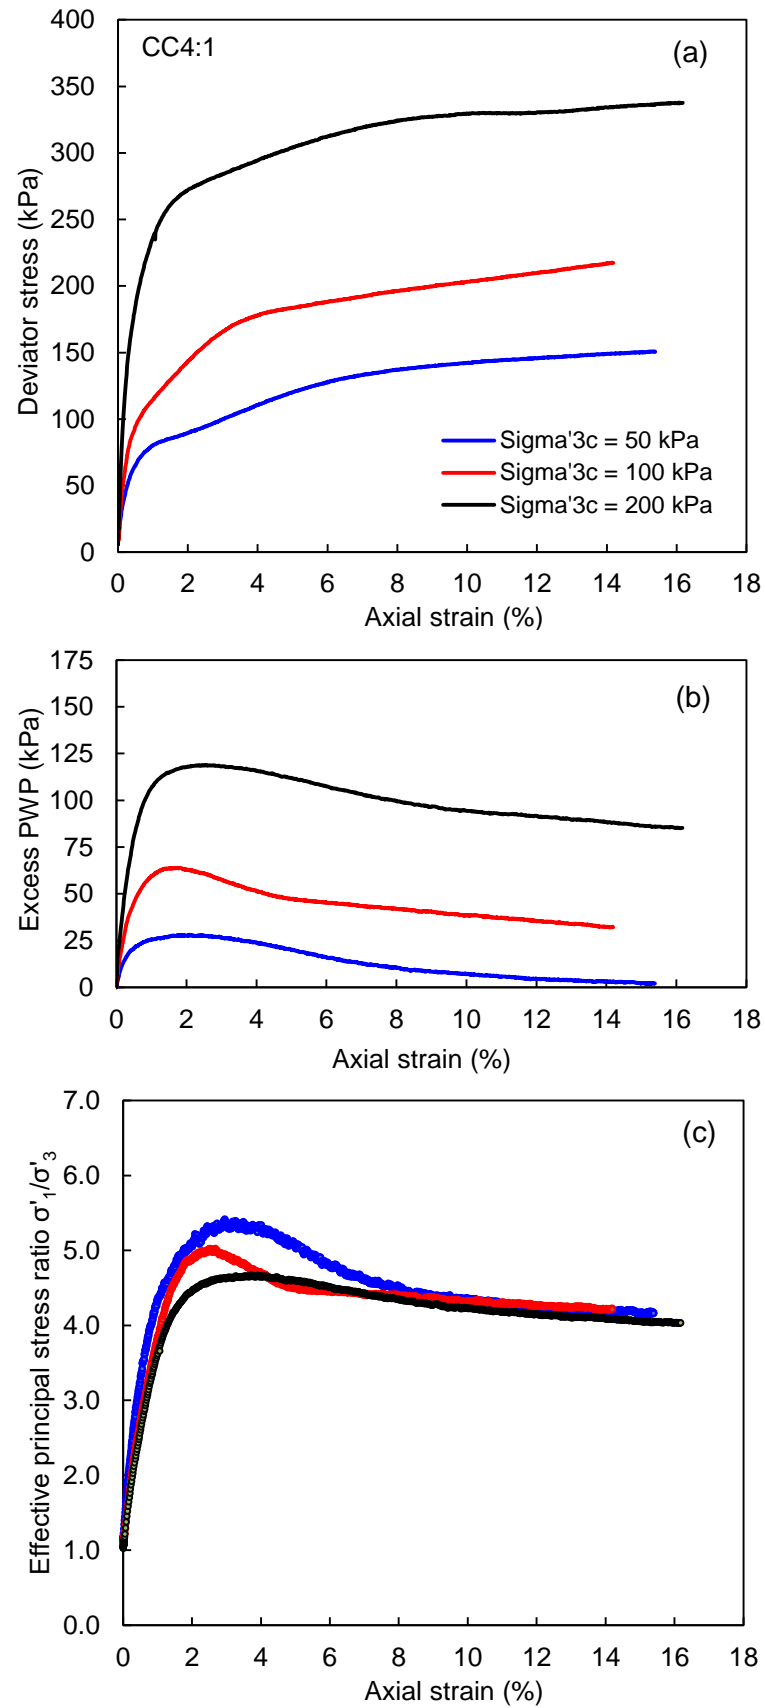 400
350
300
250
200
150
100
50
0
Deviator stress (kPa)
CC4:1
(a)
Sigma'3c = 50 kPa
Sigma'3c = 100 kPa
Sigma'3c = 200 kPa
0 2 4 6 8 10 12 14 16 18
Axial strain (%)
175
150
125
100
75
50
25
0
Excess PWP (kPa)
(b)
0 2 4 6 8 10 12 14 16 18
Axial strain (%)
7.0
6.0
5.0
4.0
3.0
2.0
1.0
0.0
Effective principal stress ratio σ'1/σ'3
(c)
0 2 4 6 8 10 12 14 16 18
Axial strain (%)